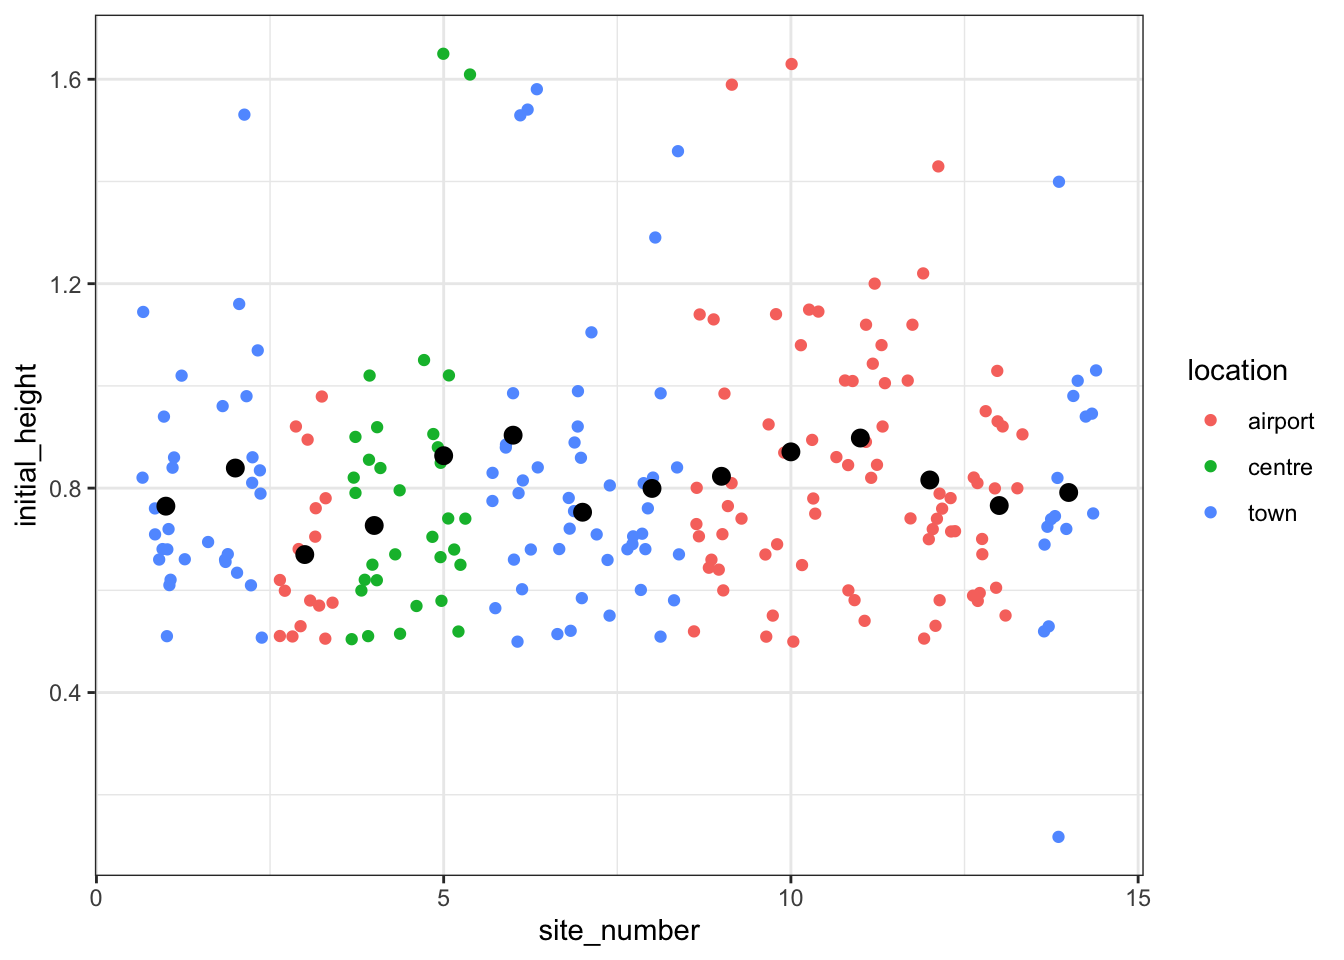 1.6
1.2
0.8
0.4
initial_height
0
5
10
15
site_number
location
airport
centre
town